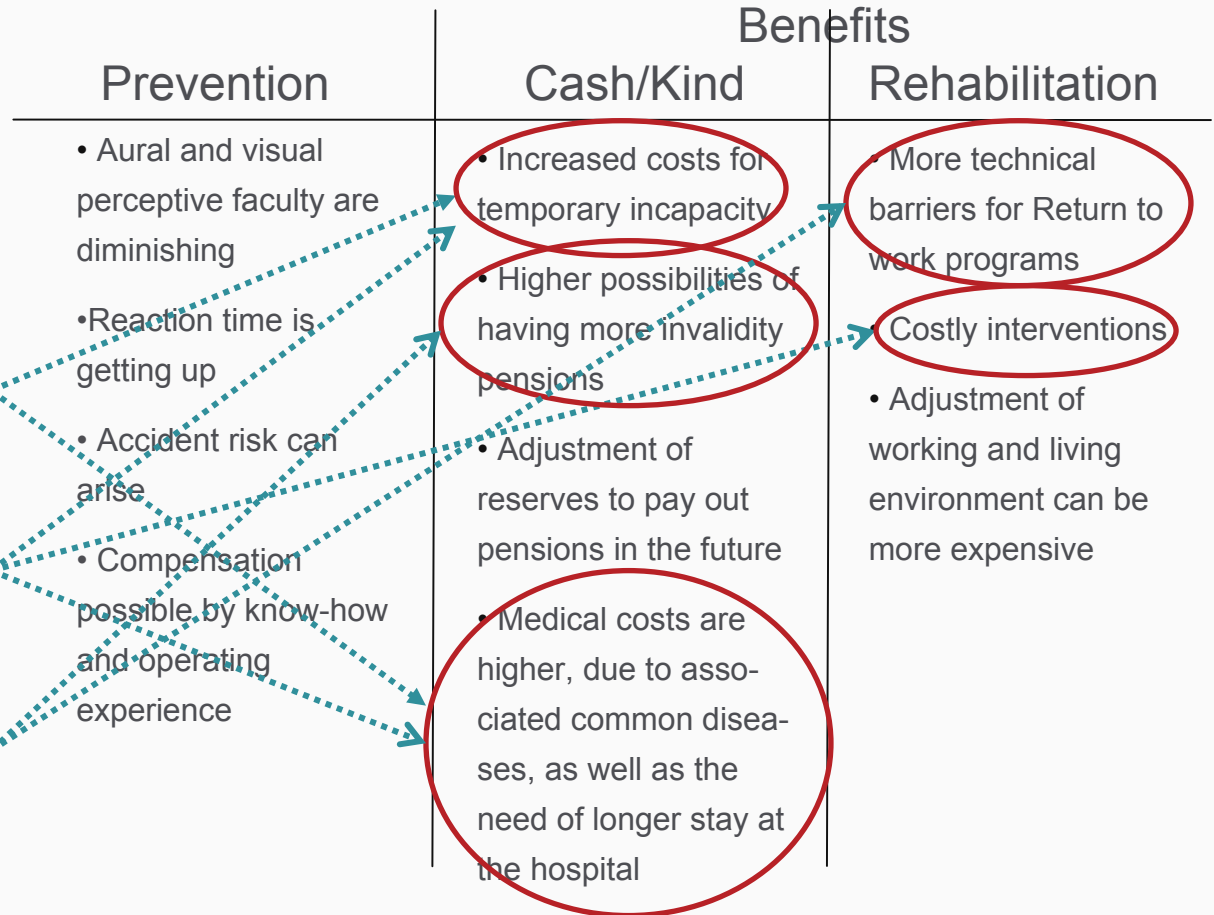 Benefits
Prevention
Cash/Kind
Rehabilitation
• Aural and visual
perceptive faculty are
diminishing
•Reaction time is
getting up
• Accident risk can
arise
• Compensation
possible by know-how
and operating
experience
• Increased costs for
temporary incapacity
• Higher possibilities of
having more invalidity
pensions
• Adjustment of
reserves to pay out
pensions in the future
• Medical costs are
higher, due to asso-
ciated common disea-
ses, as well as the
need of longer stay at
the hospital
• More technical
barriers for Return to
work programs
• Costly interventions
• Adjustment of
working and living
environment can be
more expensive